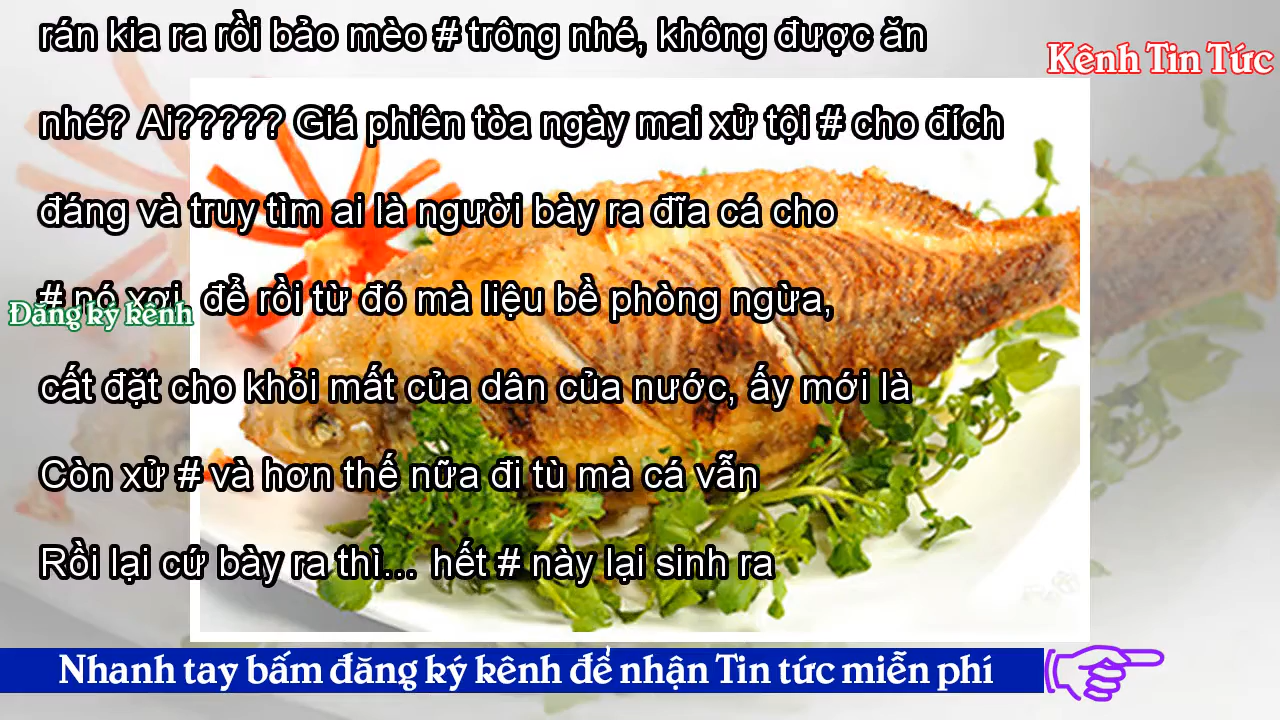 rán kia ra rồi bảo mèo # trông nhé, không được ăn
Kênh Tin Tức
nhé? Ai????? Giá phiên tòa ngày mai xử tội # cho đích
đáng và truy tìm ai là người bày ra đĩa cá cho
# nó xơi, để rồi từ đó mà liệu bề phòng ngừa,
Đăng ký kênh
cất đặt cho khỏi mất của dân của nước, ấy mới là
Còn xử # và hơn thế nữa đi tù mà cá vẫn
Rồi lại cứ bày ra thì... hết # này lại sinh ra
Nhanh tay bấm đăng ký kênh để nhận Tin tức miễn phí